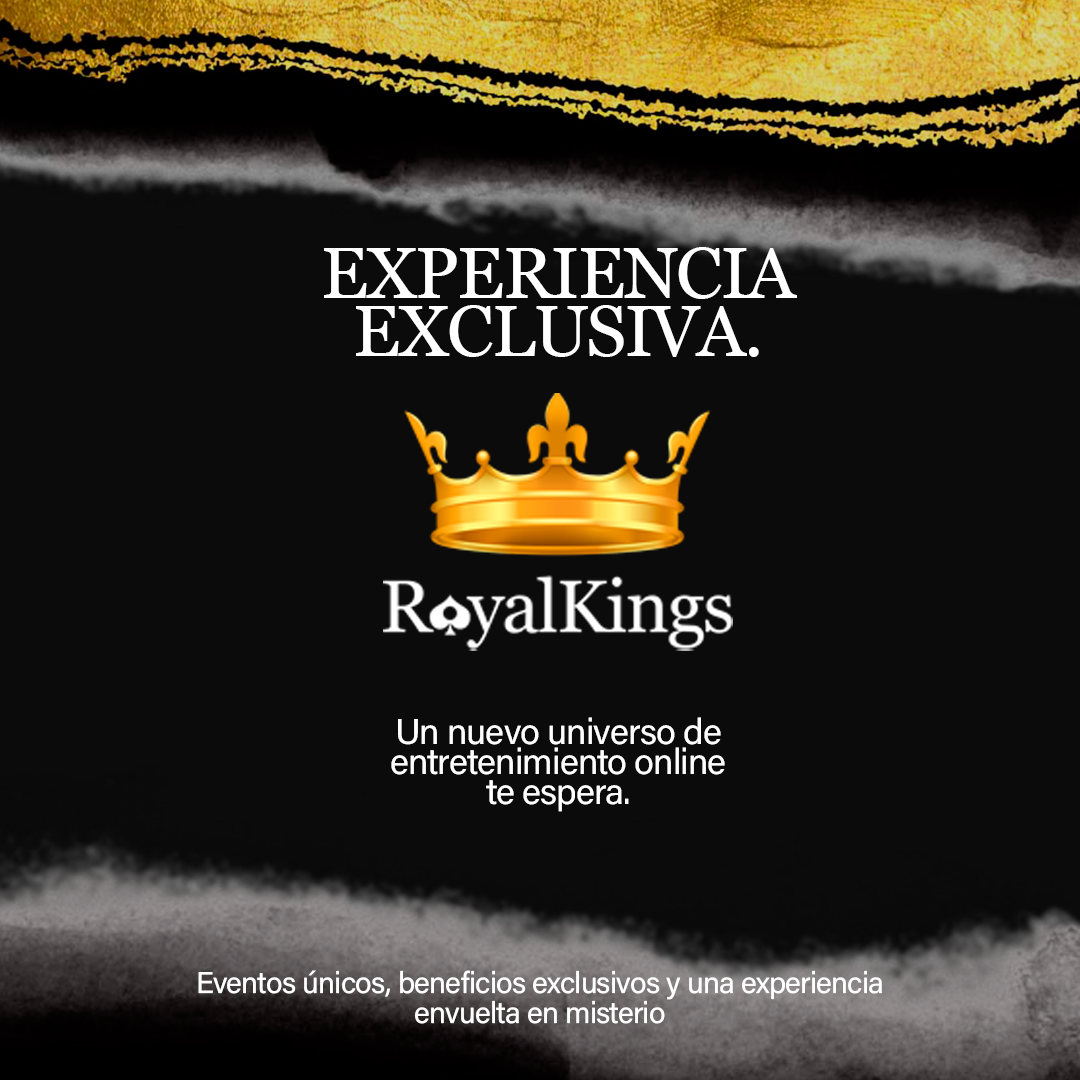 EXPERIENCIA
EXCLUSIVA.
RoyalKings
Un nuevo universo de
entretenimiento online
te espera.
Eventos únicos, beneficios exclusivos y una experiencia
envuelta en misterio